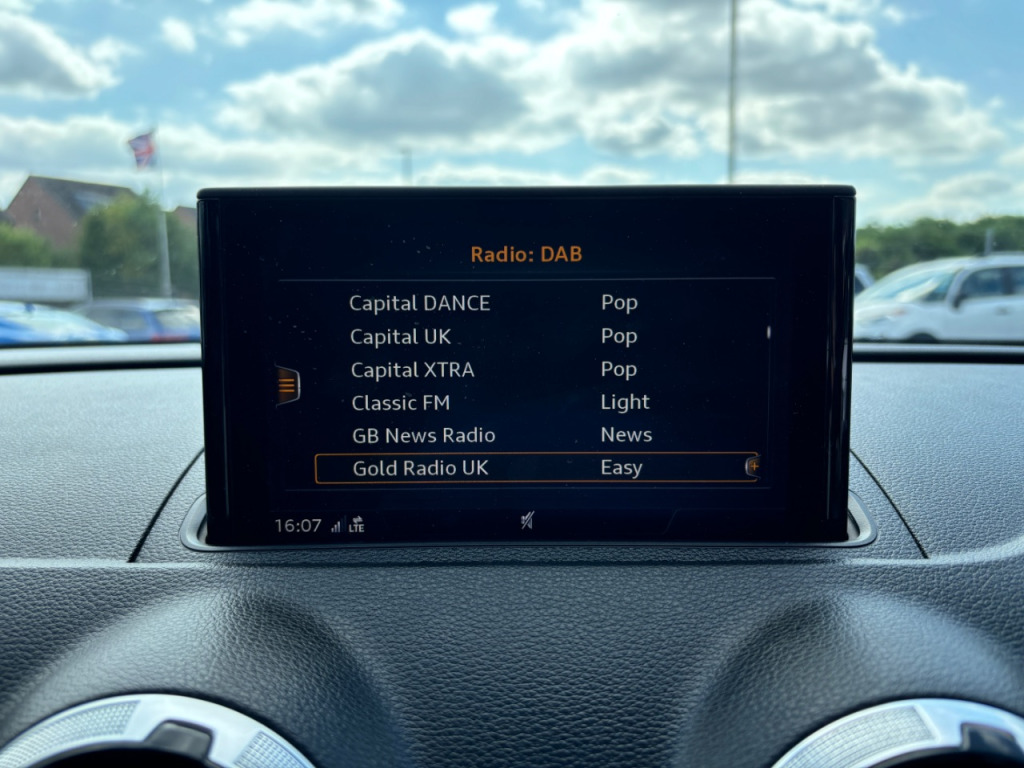 Radio: DAB
Capital DANCE Pop
Capital UK Pop
Capital XTRA Pop
Classic FM Light
GB News Radio News
Gold Radio UK Easy
16:07 LTE